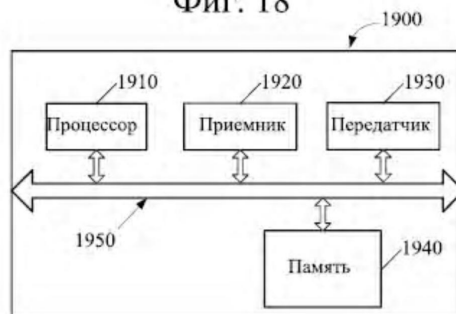 Фиг. 18
1900
1910
1920
1930
Процессор
Приемник
Передатчик
1950
1940
Память